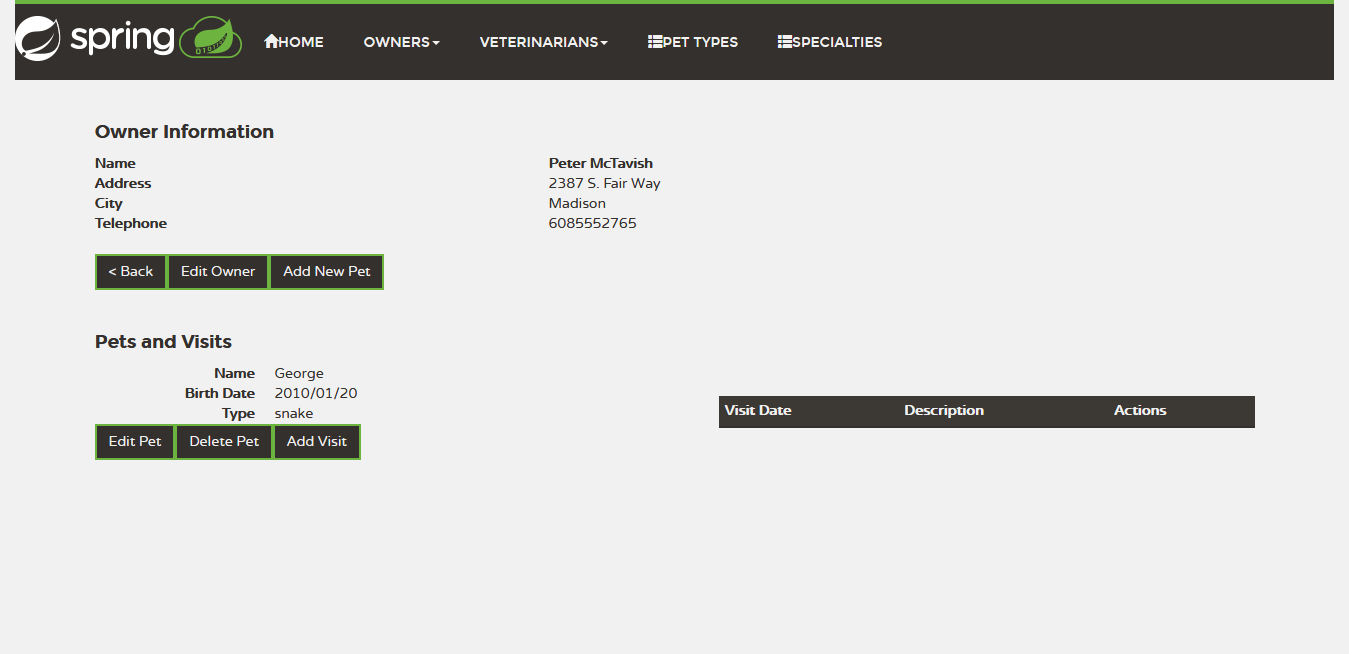 spring HOME OWNERS VETERINARIANS PET TYPES SPECIALTIES
Owner Information
Name Peter McTavish
Address 2387 S. Fair Way
City Madison
Telephone 6085552765
< Back Edit Owner Add New Pet
Pets and Visits
Name George
Birth Date 2010/01/20
Type snake
Edit Pet Delete Pet Add Visit
Visit Date Description Actions